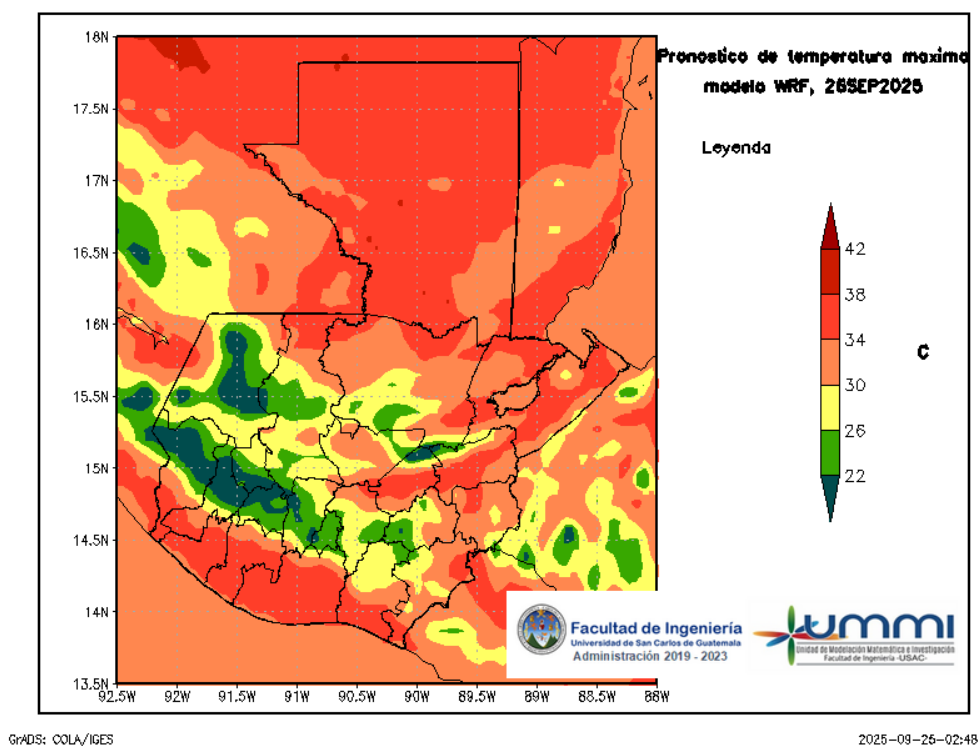 Pronostico de temperatura maxima
modelo WRF, 26SEP2025
Leyenda
42
38
34
30
26
22
C
18N
17.5N
17N
16.5N
16N
15.5N
15N
14.5N
14N
13.5N
92.5W 92W 91.5W 91W 90.5W 90W 89.5W 89W 88.5W 88W
Facultad de Ingeniería
Universidad de San Carlos de Guatemala
Administración 2019 - 2023
ummi
Unidad de Modelación Matemática e Investigación
Facultad de Ingeniería -USAC-
GrADS: COLA/IGES
2025-09-26-02:48